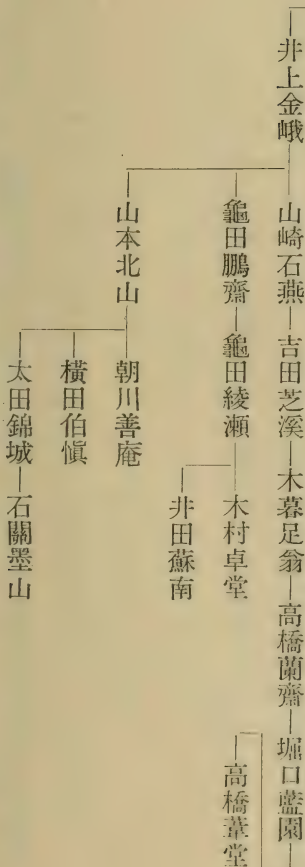 井上金峨
山崎石燕
吉田芝溪
木暮足翁
高橋蘭齋
堀口藍園
高橋葦堂
龜田鵬齋
龜田綾瀨
木村卓堂
井田蘇南
山本北山
朝川善庵
横田伯愼
太田錦城
石關墨山